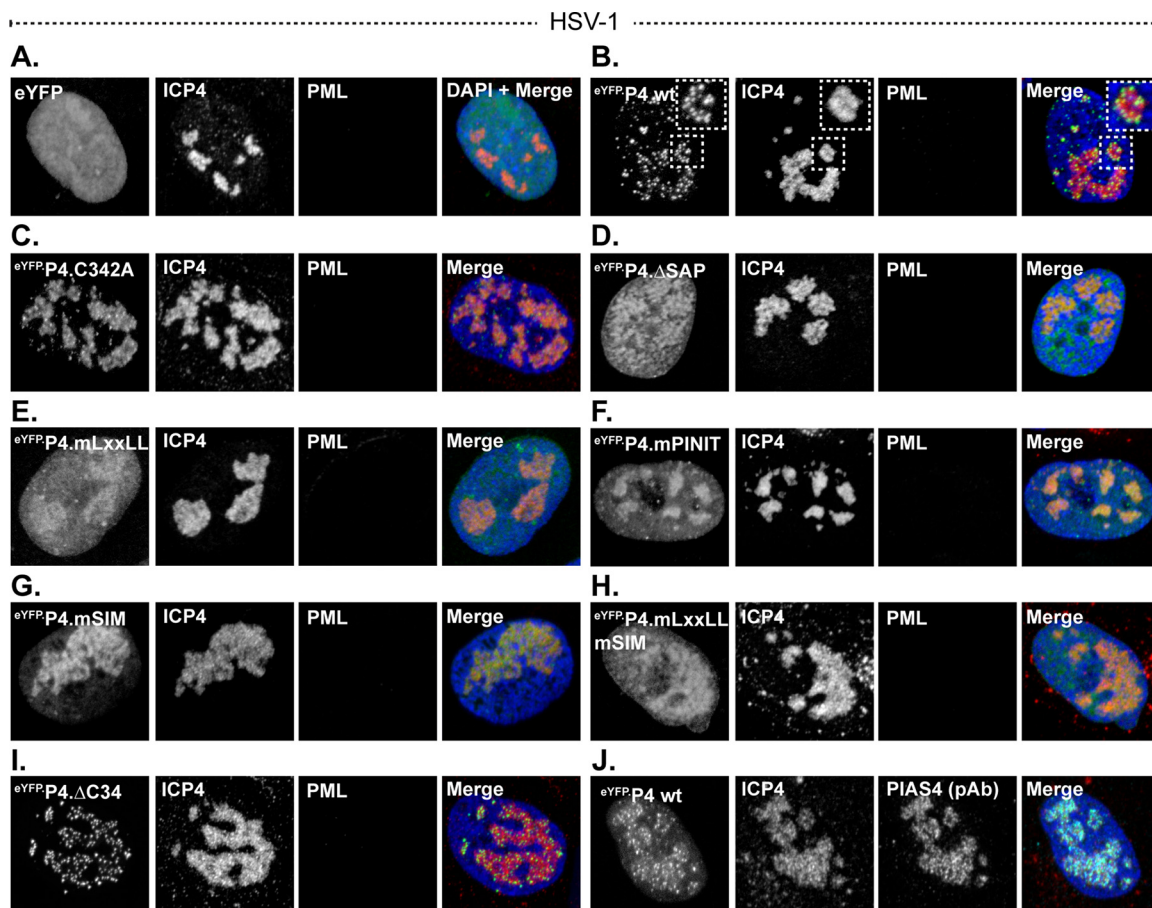 HSV-1
A.
eYFP ICP4 PML DAPI + Merge
B.
eYFP-P4 wt ICP4 PML Merge
C.
eYFP-P4.C342A ICP4 PML Merge
D.
eYFP-P4.ΔSAP ICP4 PML Merge
E.
eYFP-P4.mLxxLL ICP4 PML Merge
F.
eYFP-P4.mPINIT ICP4 PML Merge
G.
eYFP-P4.mSIM ICP4 PML Merge
H.
eYFP-P4.mLxxLL ICP4 PML Merge
mSIM
I.
eYFP-P4.ΔC34 ICP4 PML Merge
J.
eYFP-P4 wt ICP4 PIAS4 (pAb) Merge